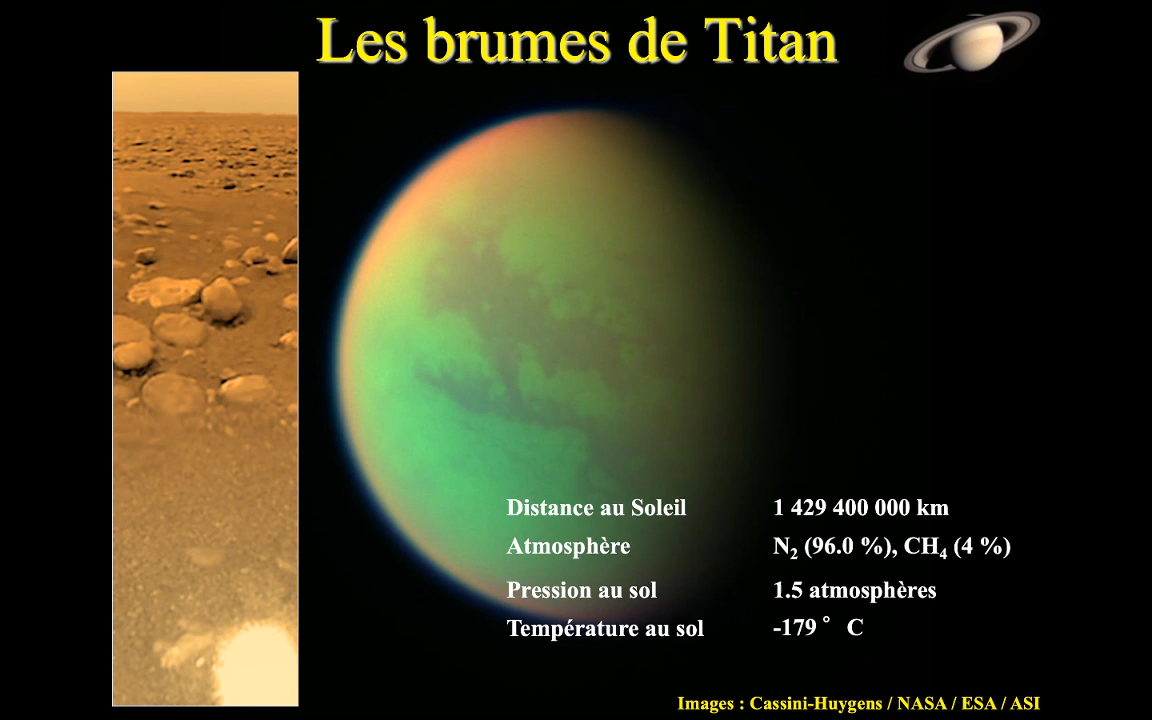 Les brumes de Titan
Distance au Soleil 1 429 400 000 km
Atmosphère N₂ (96.0 %), CH₄ (4 %)
Pression au sol 1.5 atmosphères
Température au sol -179 ° C
Images : Cassini-Huygens / NASA / ESA / ASI